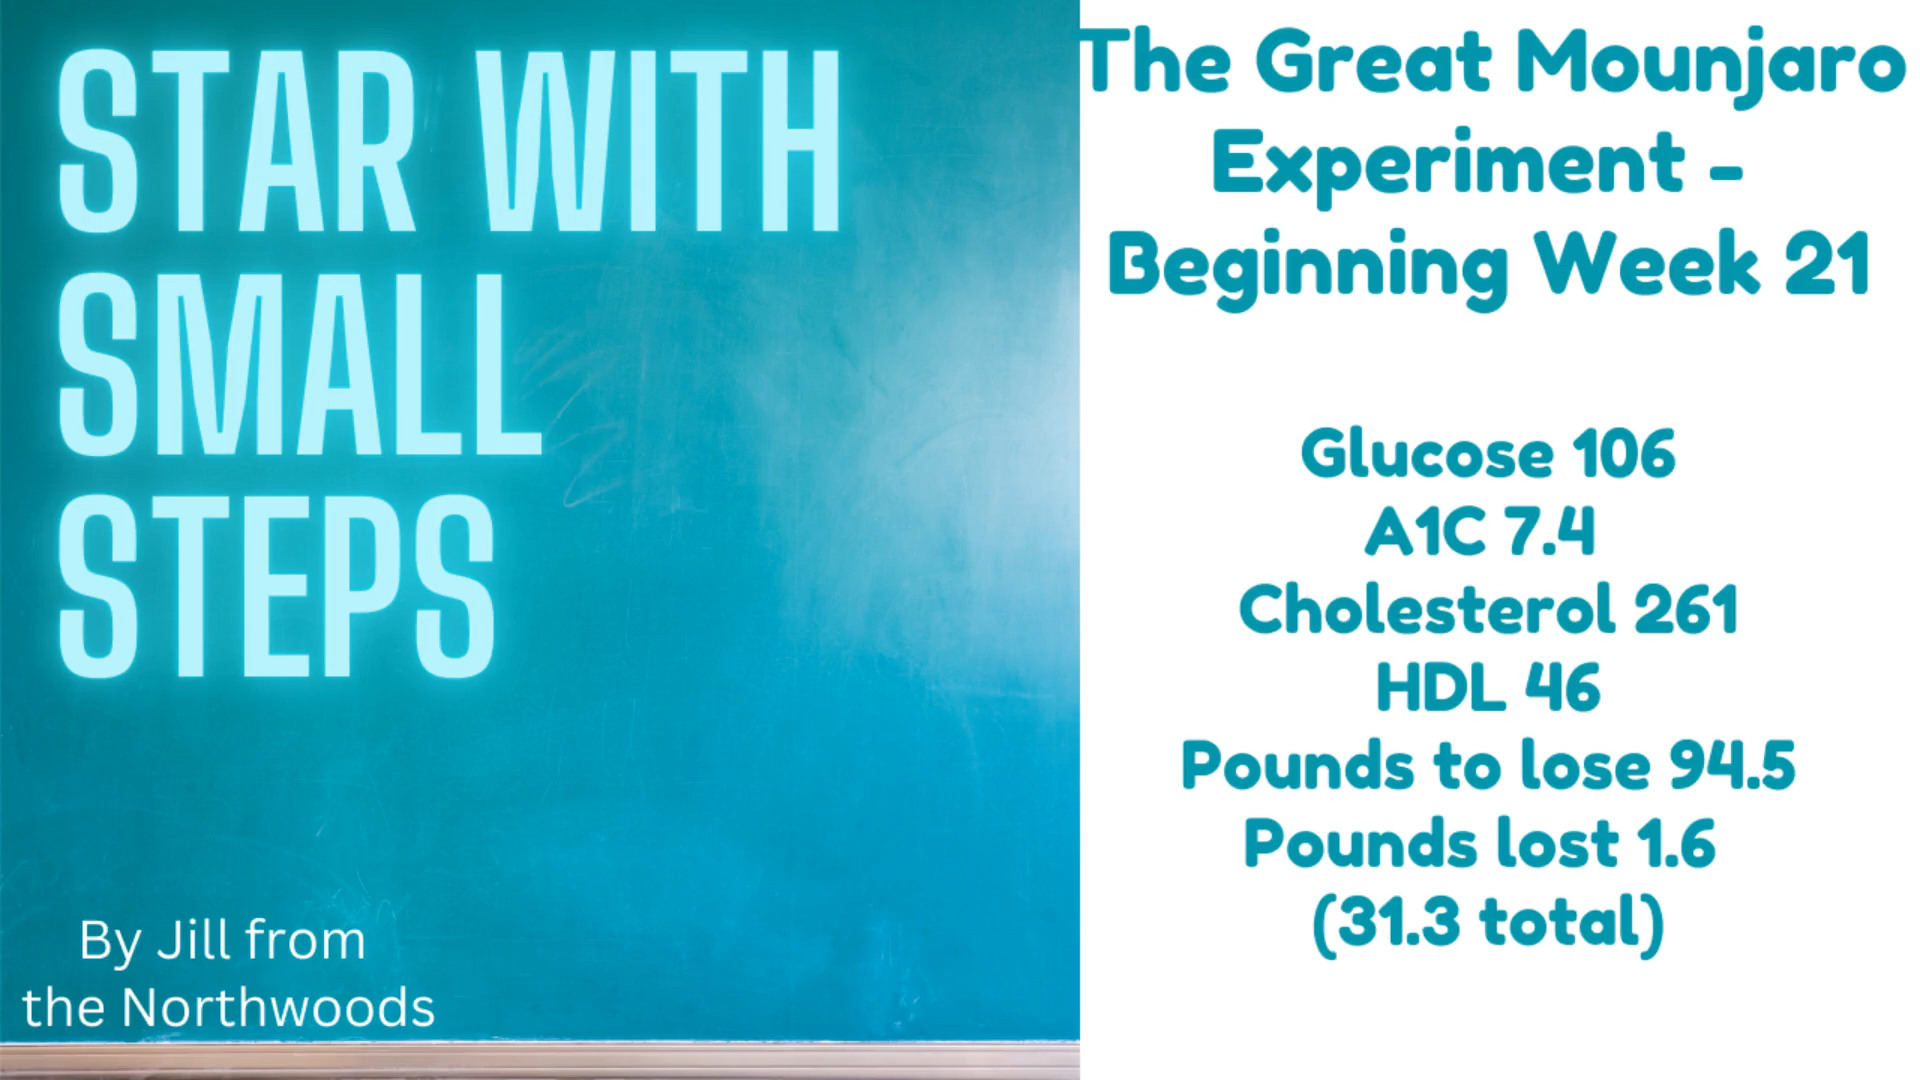 STAR WITH
SMALL
STEPS
By Jill from
the Northwoods
The Great Mounjaro
Experiment -
Beginning Week 21
Glucose 106
A1C 7.4
Cholesterol 261
HDL 46
Pounds to lose 94.5
Pounds lost 1.6
(31.3 total)